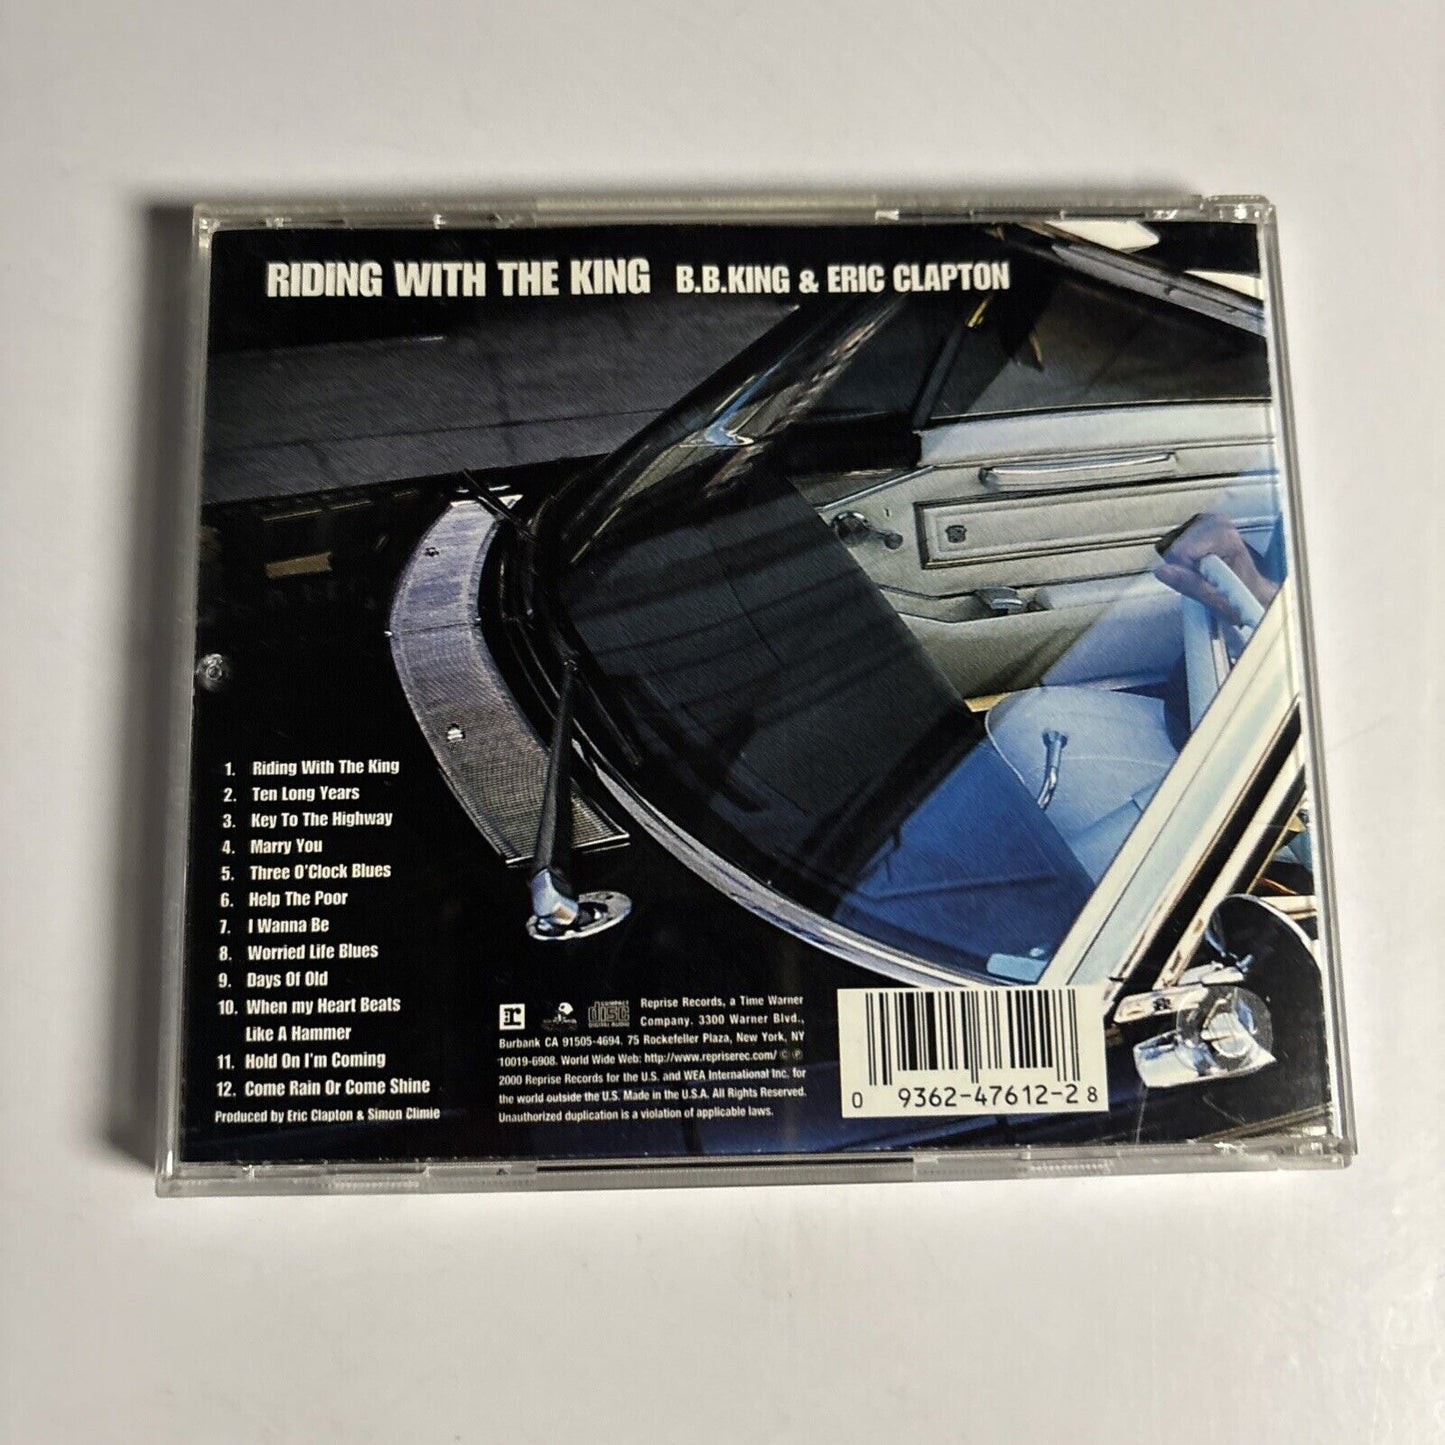 RIDING WITH THE KING B.B.KING & ERIC CLAPTON
1. Riding With The King
2. Ten Long Years
3. Key To The Highway
4. Marry You
5. Three O'Clock Blues
6. Help The Poor
7. I Wanna Be
8. Worried Life Blues
9. Days Of Old
10. When my Heart Beats
Like A Hammer
11. Hold On I'm Coming
12. Come Rain Or Come Shine
Produced by Eric Clapton & Simon Climie
COMPACT
disc
DIGITAL AUDIO
Reprise Records, a Time Warner
Company. 3300 Warner Blvd.,
Burbank CA 91505-4694. 75 Rockefeller Plaza, New York, NY
10019-6908. World Wide Web: http://www.repriserec.com/ © ℗
2000 Reprise Records for the U.S. and WEA International Inc. for
the world outside the U.S. Made in the U.S.A. All Rights Reserved.
Unauthorized duplication is a violation of applicable laws.
0 9362-47612-2 8